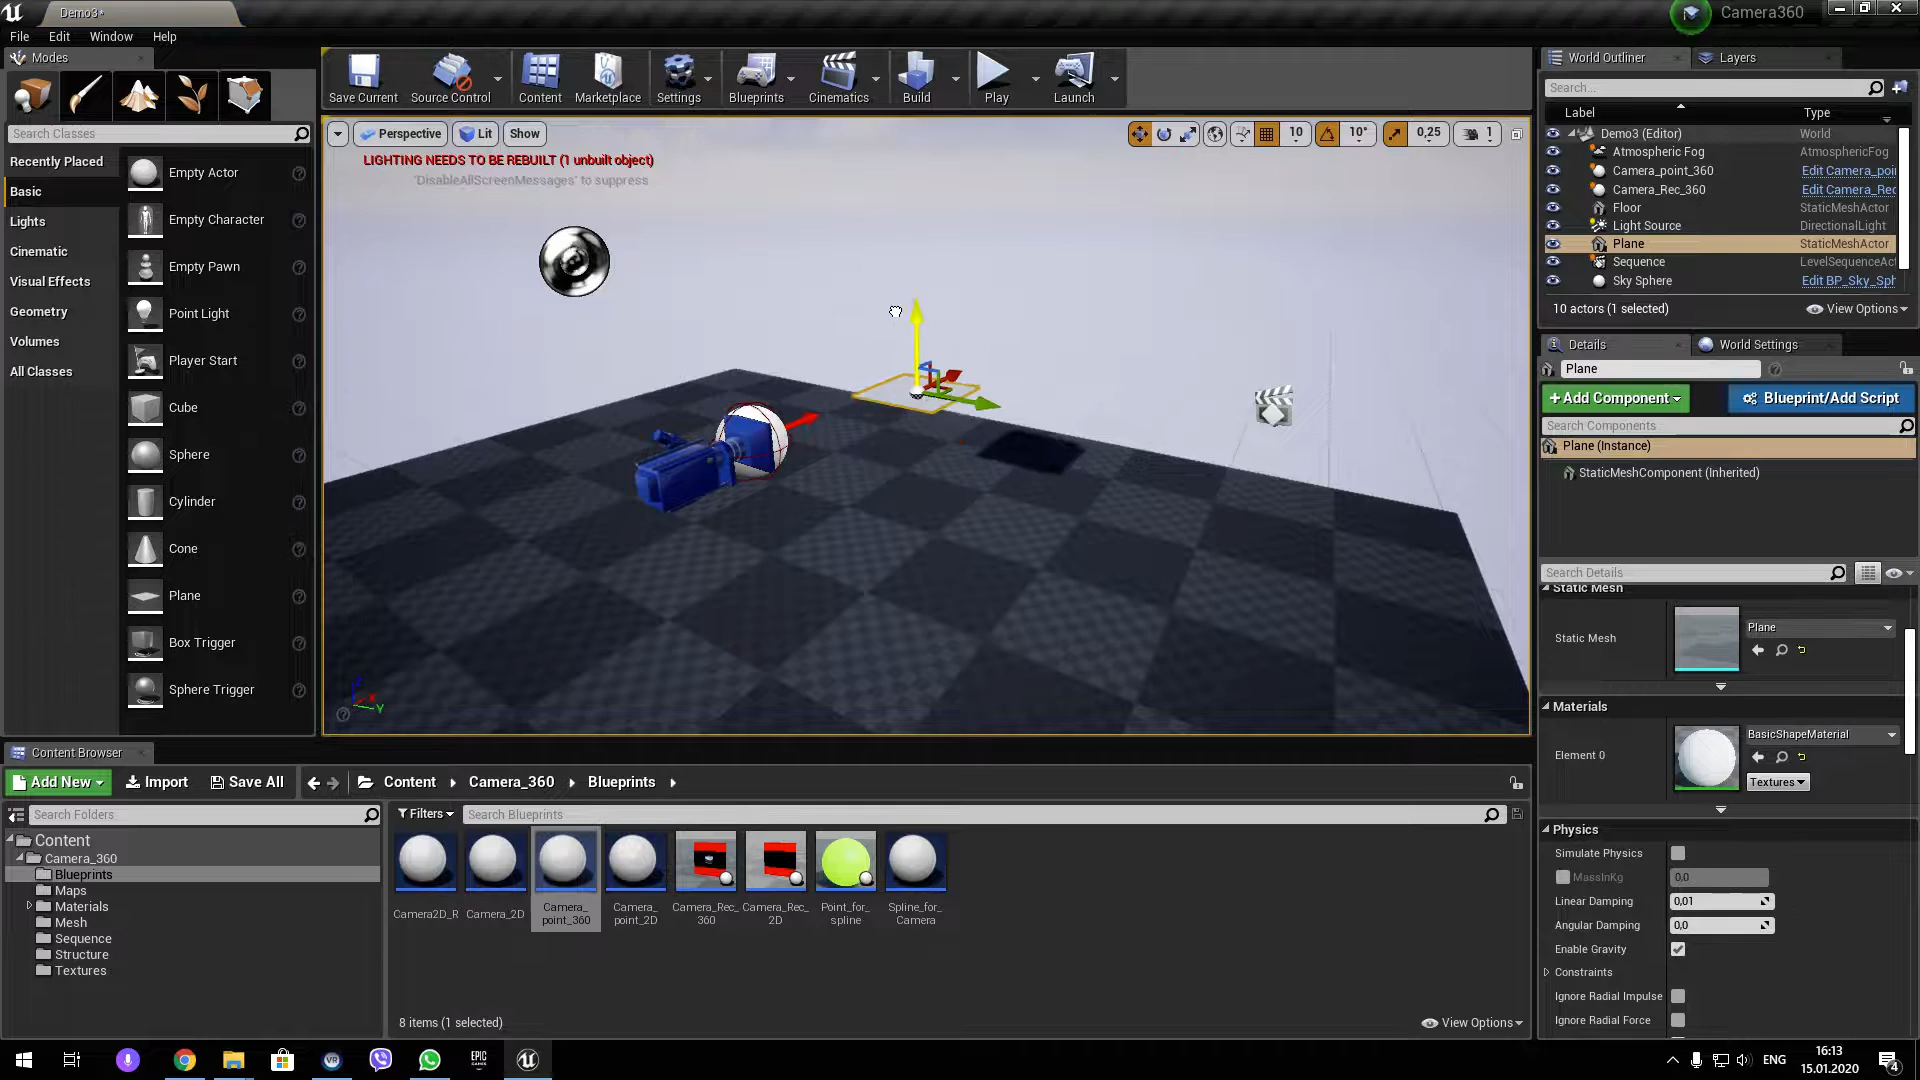 Demo3*
Camera360
File Edit Window Help
Modes
Save Current
Source Control
Content
Marketplace
Settings
Blueprints
Cinematics
Build
Play
Launch
World Outliner
Layers
Search...
Label Type
Demo3 (Editor) World
Atmospheric Fog AtmosphericFog
Camera_point_360 Edit Camera_poi
Camera_Rec_360 Edit Camera_Rec
Floor StaticMeshActor
Light Source DirectionalLight
Plane StaticMeshActor
Sequence LevelSequenceAct
Sky Sphere Edit BP_Sky_Sph
10 actors (1 selected) View Options
Search Classes
Recently Placed
Basic
Lights
Cinematic
Visual Effects
Geometry
Volumes
All Classes
Empty Actor
Empty Character
Empty Pawn
Point Light
Player Start
Cube
Sphere
Cylinder
Cone
Plane
Box Trigger
Sphere Trigger
Perspective Lit Show
10 10° 0,25 1
LIGHTING NEEDS TO BE REBUILT (1 unbuilt object)
'DisableAllScreenMessages' to suppress
Z
X
Y
Details
World Settings
Plane
+Add Component
Blueprint/Add Script
Search Components
Plane (Instance)
StaticMeshComponent (Inherited)
Search Details
Static Mesh
Static Mesh Plane
Materials
Element 0 BasicShapeMaterial
Textures
Physics
Simulate Physics
MassInKg 0,0
Linear Damping 0,01
Angular Damping 0,0
Enable Gravity
Constraints
Ignore Radial Impulse
Ignore Radial Force
Content Browser
Add New Import Save All Content Camera_360 Blueprints
Search Folders
Filters Search Blueprints
Content
Camera_360
Blueprints
Maps
Materials
Mesh
Sequence
Structure
Textures
Camera2D_R
Camera_2D
Camera_
point_360
Camera_
point_2D
Camera_Rec_
360
Camera_Rec_
2D
Point_for_
spline
Spline_for_
Camera
8 items (1 selected) View Options
VR
EPIC
GAMES
ENG
16:13
15.01.2020
4